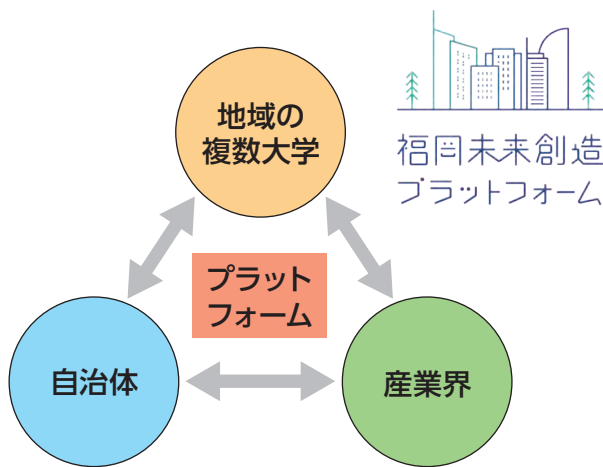 地域の
複数大学
福岡未来創造
プラットフォーム
プラット
フォーム
自治体
産業界